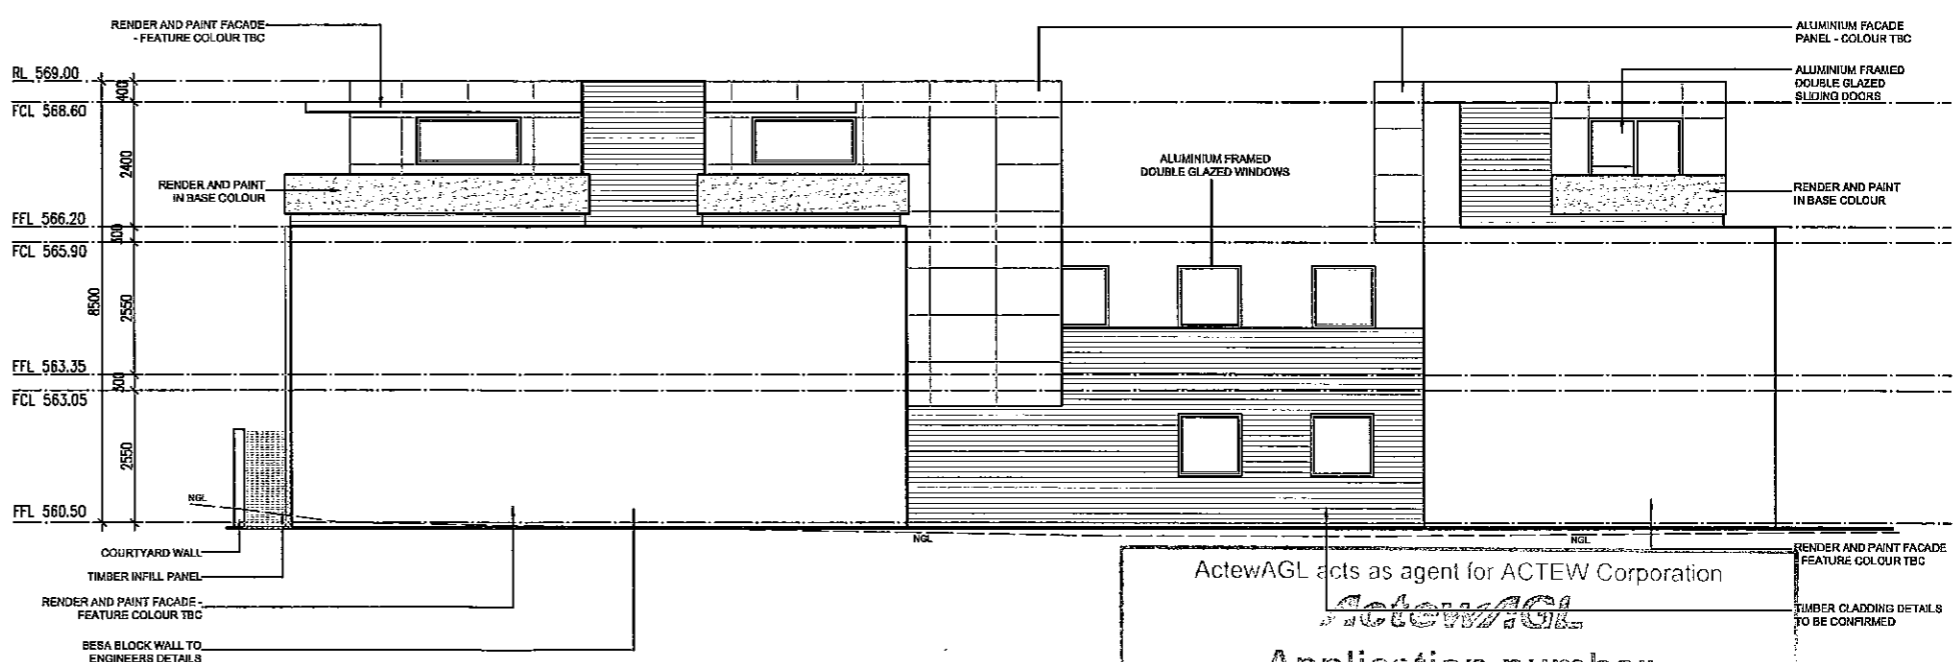 RENDER AND PAINT FACADE
- FEATURE COLOUR TBC
ALUMINIUM FACADE
PANEL - COLOUR TBC
RL 569.00
400
ALUMINIUM FRAMED
DOUBLE GLAZED
SLIDING DOORS
FCL 568.60
2400
ALUMINIUM FRAMED
DOUBLE GLAZED WINDOWS
RENDER AND PAINT
IN BASE COLOUR
RENDER AND PAINT
IN BASE COLOUR
FFL 566.20
300
FCL 565.90
8500
2550
FFL 563.35
300
FCL 563.05
2550
NGL
FFL 560.50
NGL
NGL
COURTYARD WALL
TIMBER INFILL PANEL
RENDER AND PAINT FACADE -
FEATURE COLOUR TBC
BESA BLOCK WALL TO
ENGINEERS DETAILS
RENDER AND PAINT FACADE
- FEATURE COLOUR TBC
TIMBER CLADDING DETAILS
TO BE CONFIRMED
ActewAGL acts as agent for ACTEW Corporation
ActewAGL
Application number